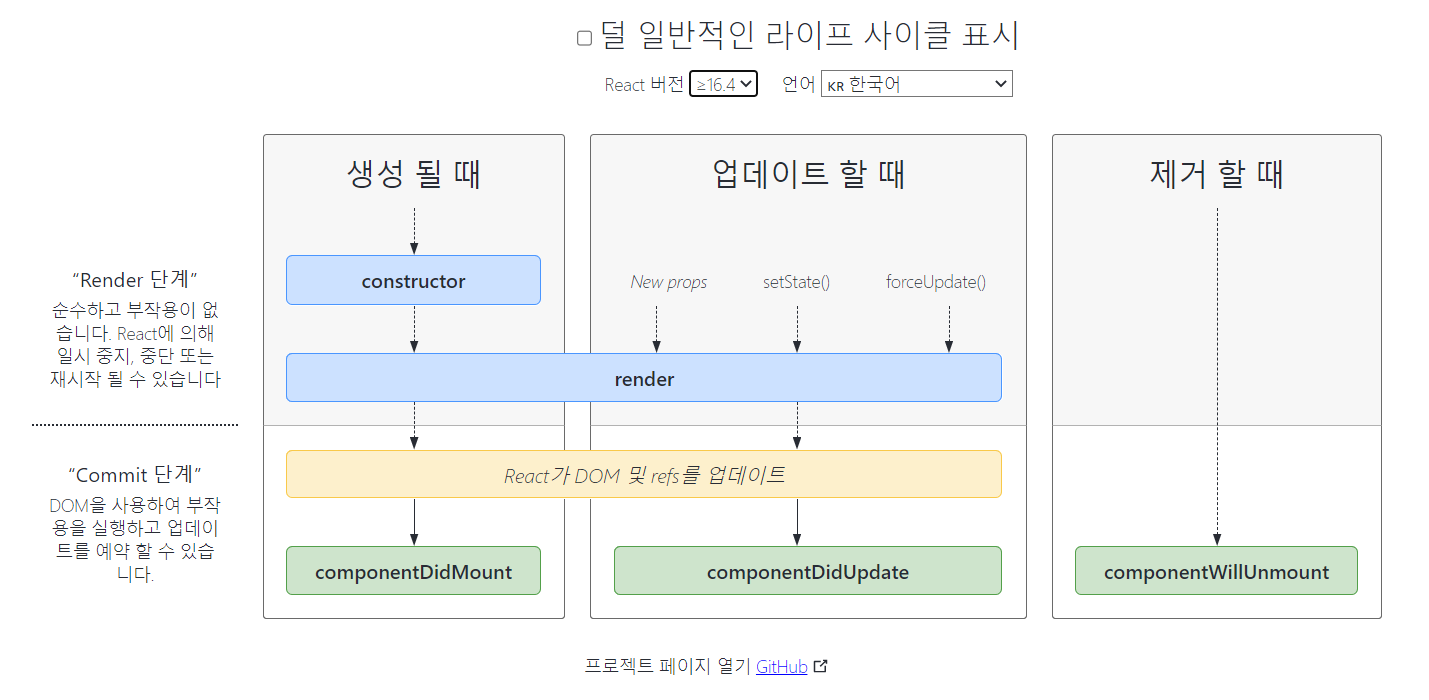 덜 일반적인 라이프 사이클 표시
React 버전 ≥16.4 언어 KR 한국어
생성 될 때
업데이트 할 때
제거 할 때
“Render 단계”
순수하고 부작용이 없
습니다. React에 의해
일시 중지, 중단 또는
재시작 될 수 있습니다
constructor
New props
setState()
forceUpdate()
render
“Commit 단계”
DOM을 사용하여 부작
용을 실행하고 업데이
트를 예약 할 수 있습
니다.
React가 DOM 및 refs를 업데이트
componentDidMount
componentDidUpdate
componentWillUnmount
프로젝트 페이지 열기 GitHub